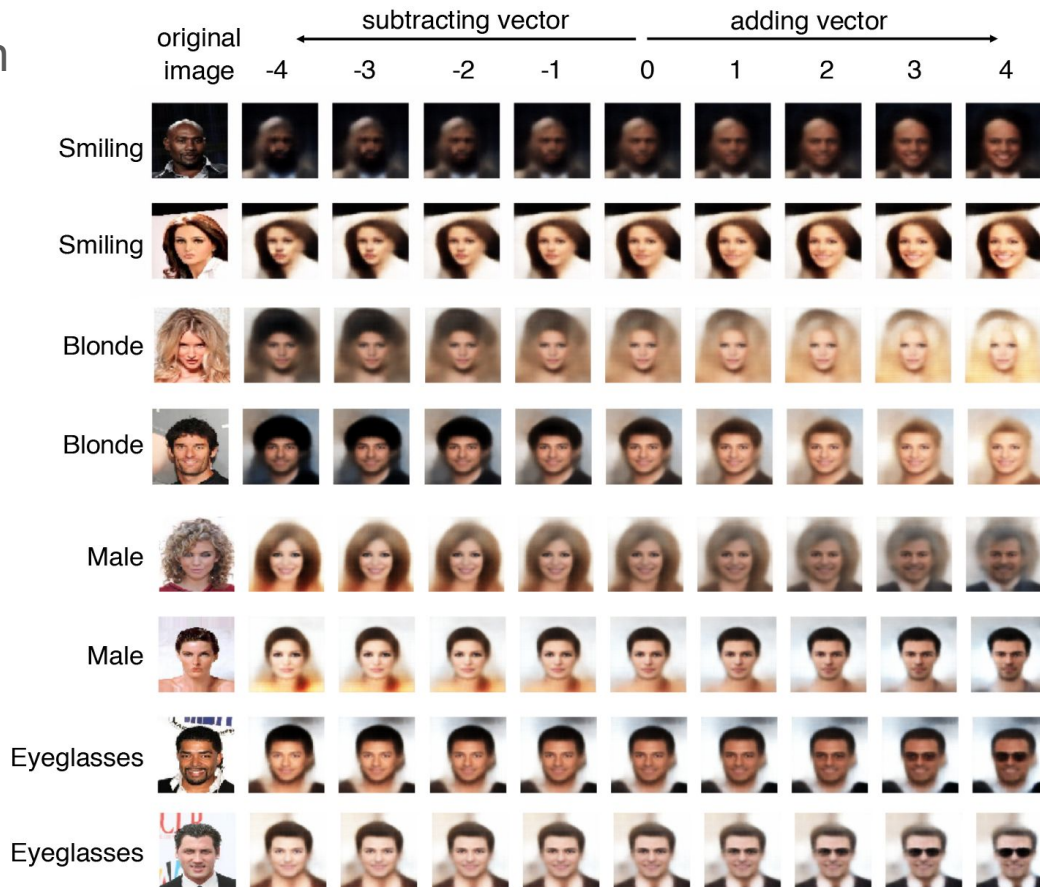 n
subtracting vector adding vector
original
image -4 -3 -2 -1 0 1 2 3 4
Smiling
Smiling
Blonde
Blonde
Male
Male
Eyeglasses
Eyeglasses